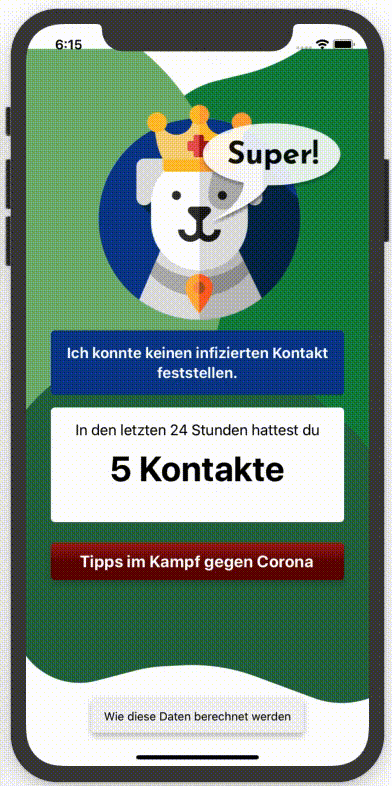 6:15
Super!
Ich konnte keinen infizierten Kontakt
feststellen.
In den letzten 24 Stunden hattest du
5 Kontakte
Tipps im Kampf gegen Corona
Wie diese Daten berechnet werden